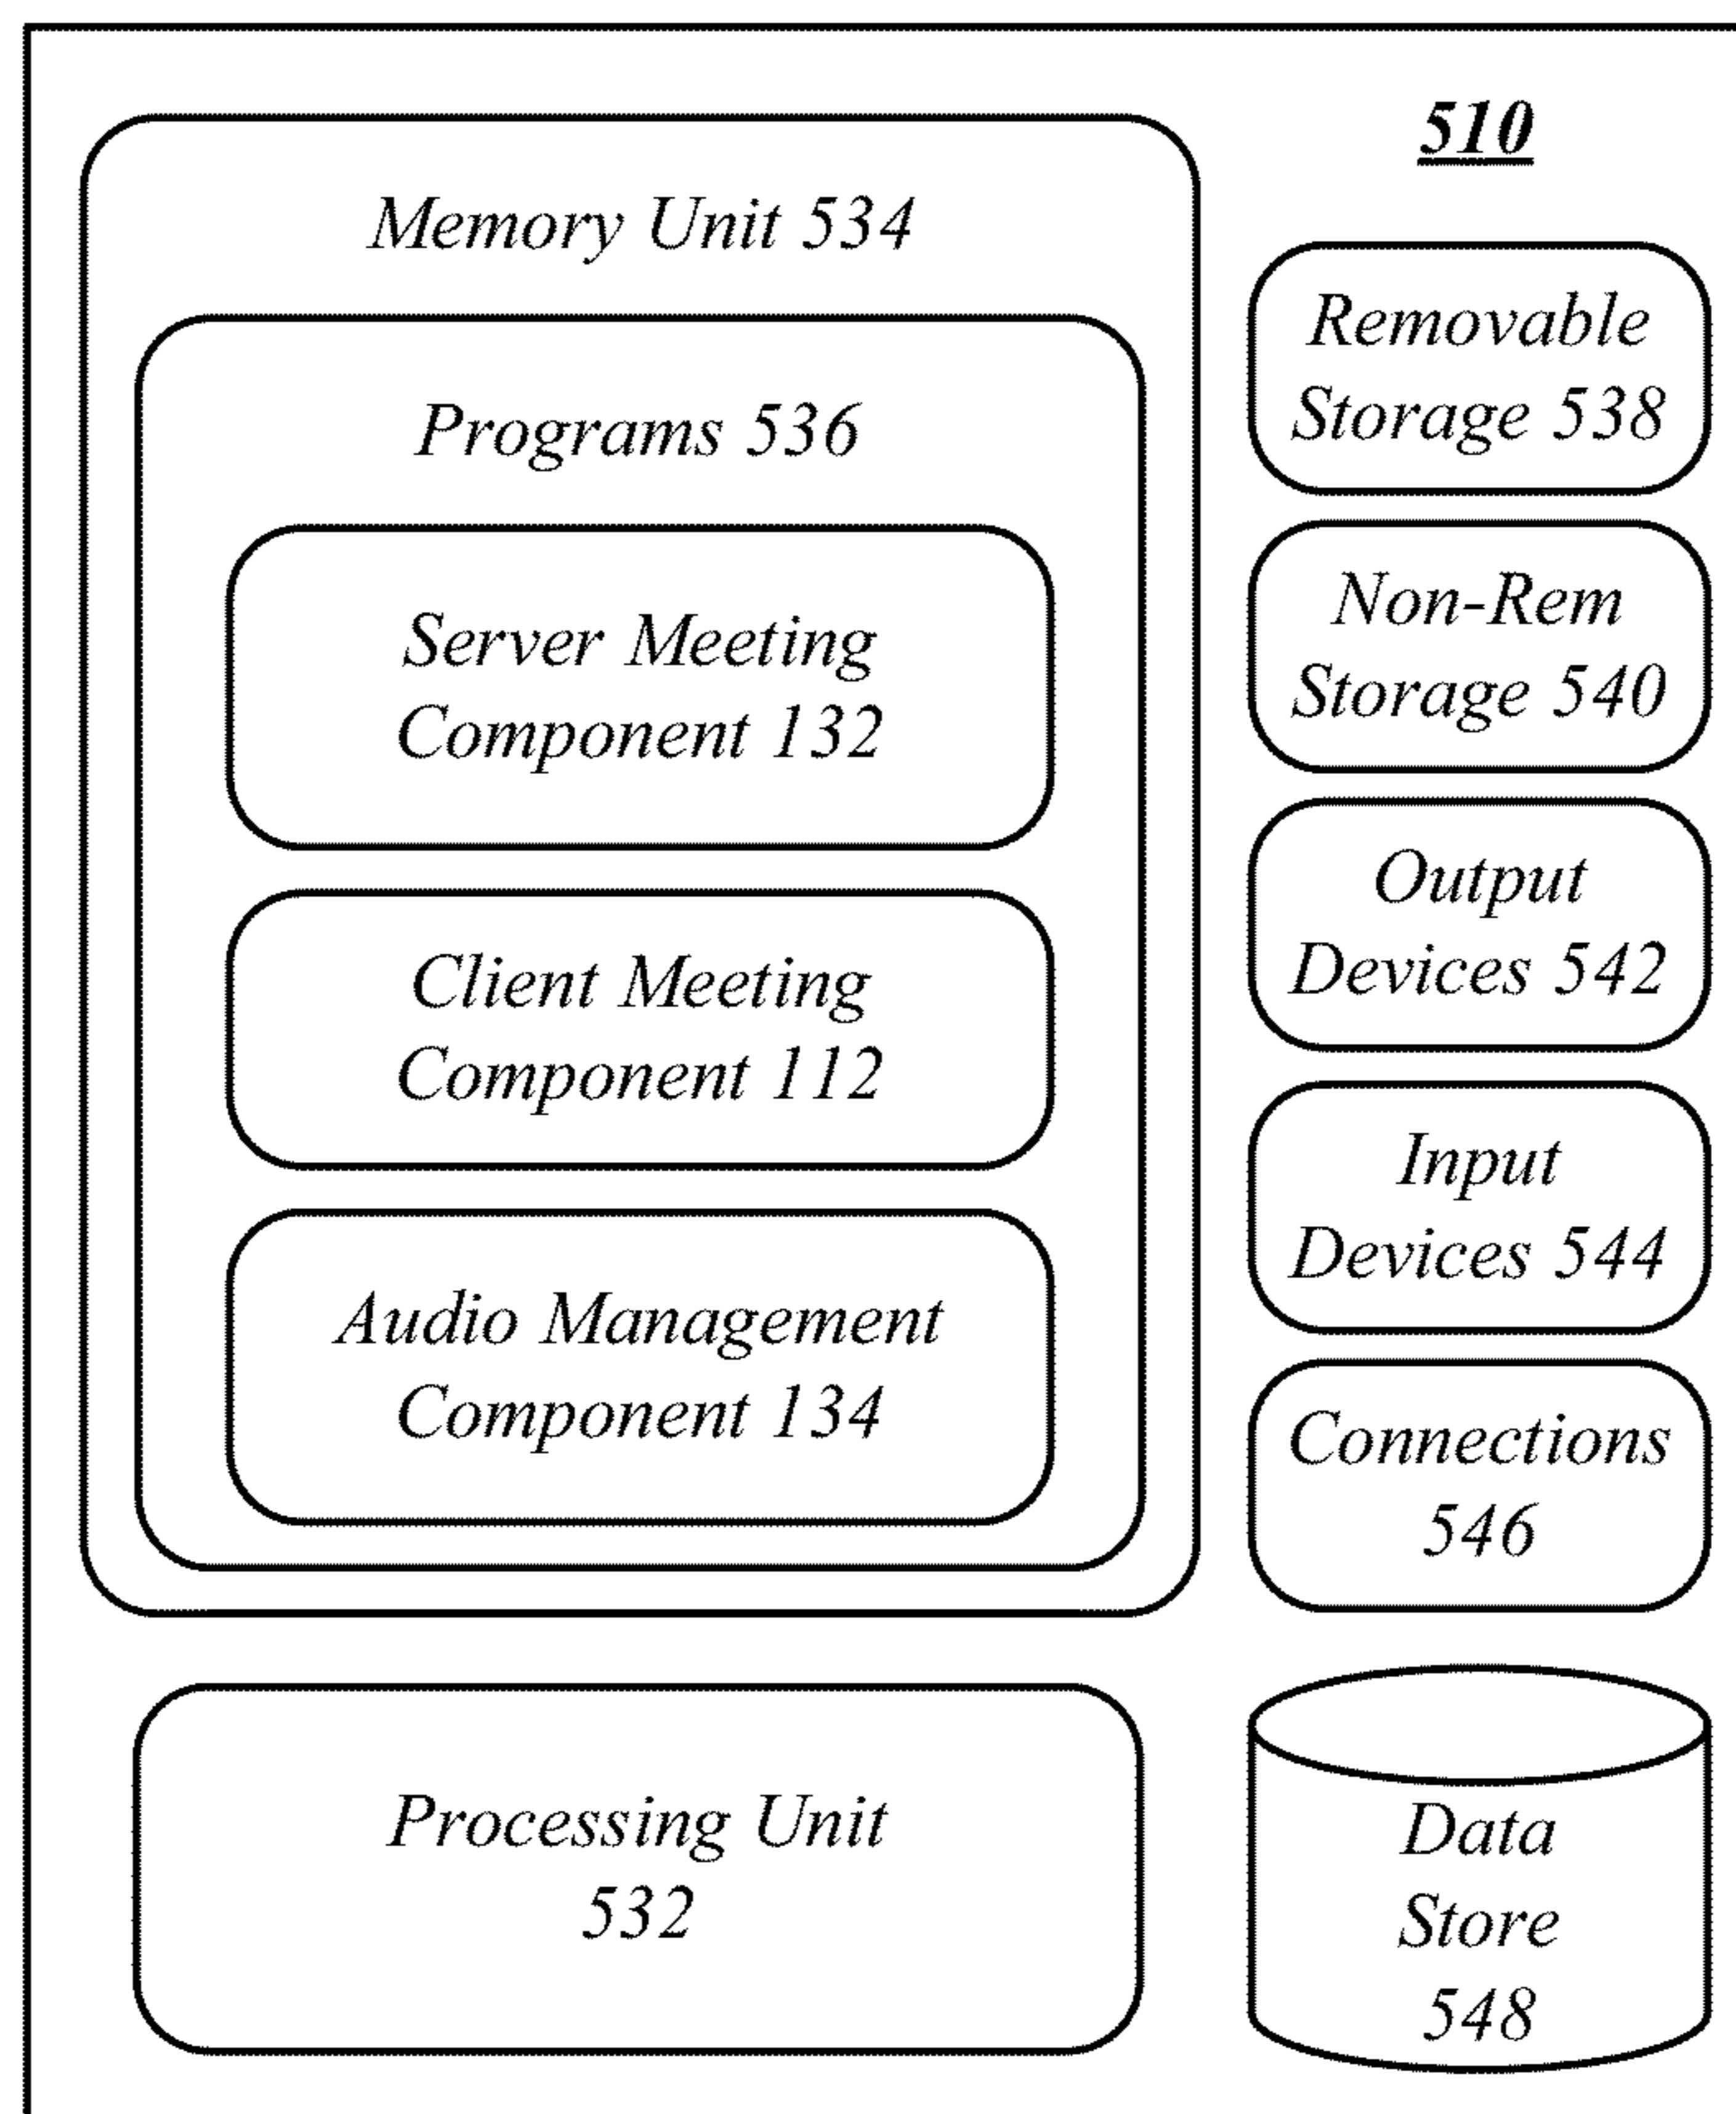 510
Memory Unit 534
Programs 536
Server Meeting
Component 132
Client Meeting
Component 112
Audio Management
Component 134
Processing Unit
532
Removable
Storage 538
Non-Rem
Storage 540
Output
Devices 542
Input
Devices 544
Connections
546
Data
Store
548